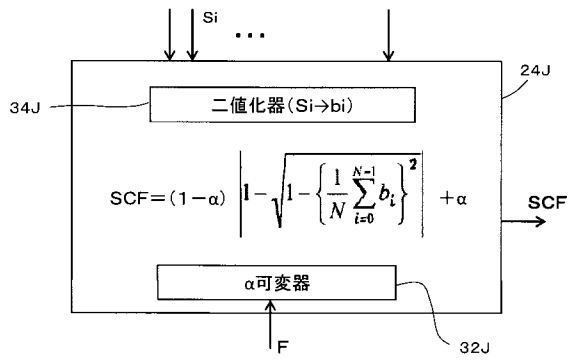 Si
...
24J
34J
二値化器(Si→bi)
SCF=(1-α) |1-√(1-{1/N ∑_{i=0}^{N-1} b_i}^2)| +α
SCF
α可変器
32J
F